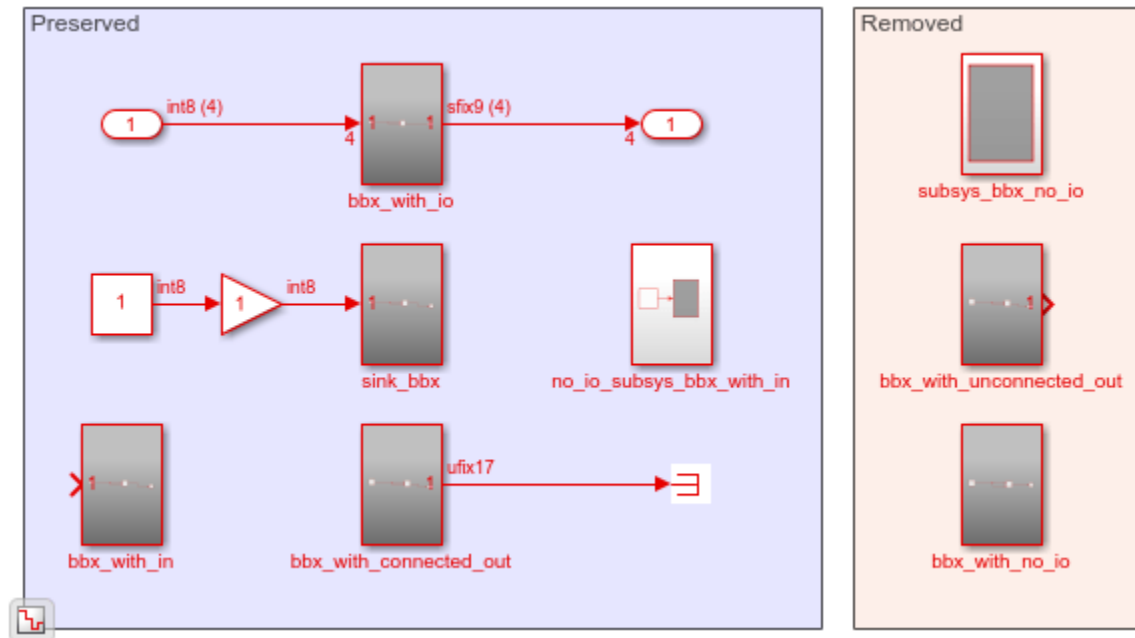 Preserved
Removed
1
int8 (4)
4
1
1
sfix9 (4)
4
1
bbx_with_io
subsys_bbx_no_io
1
int8
1
int8
1
sink_bbx
no_io_subsys_bbx_with_in
1
bbx_with_unconnected_out
1
bbx_with_in
1
ufix17
bbx_with_connected_out
bbx_with_no_io